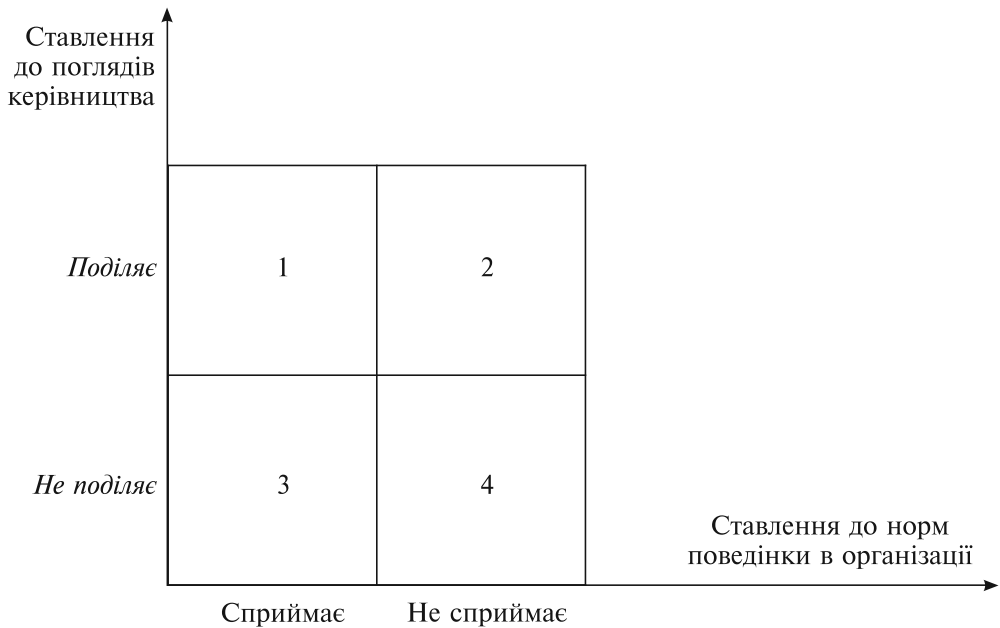 Ставлення
до поглядів
керівництва
Поділяє
1
2
Не поділяє
3
4
Ставлення до норм
поведінки в організації
Сприймає
Не сприймає